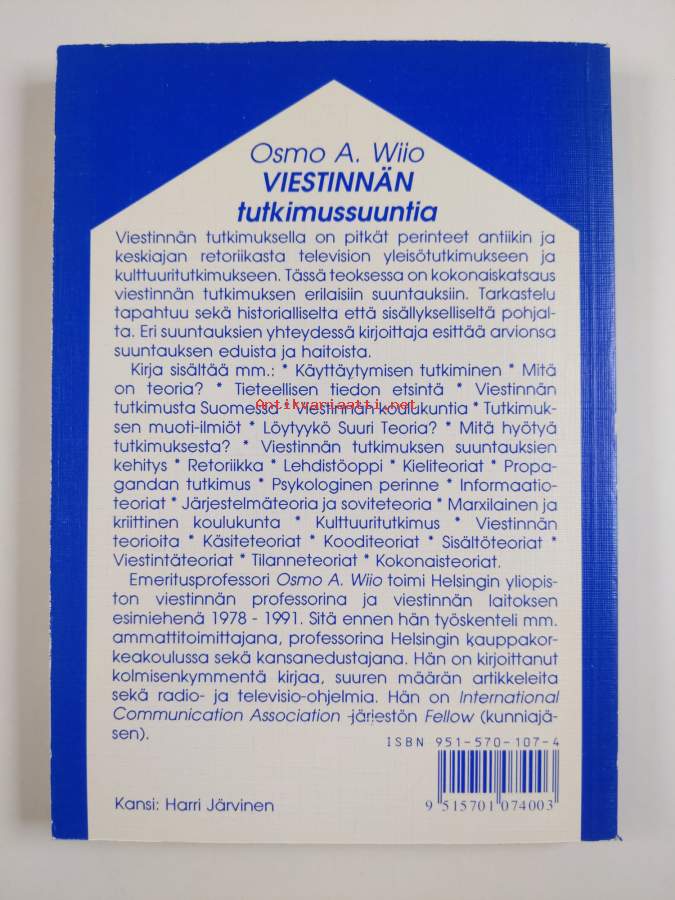 Osmo A. Wiio
VIESTINNÄN
tutkimussuuntia
Viestinnän tutkimuksella on pitkät perinteet antiikin ja
keskiajan retoriikasta television yleisötutkimukseen ja
kulttuuritutkimukseen. Tässä teoksessa on kokonaiskatsaus
viestinnän tutkimuksen erilaisiin suuntauksiin. Tarkastelu
tapahtuu sekä historialliselta että sisällykselliseltä pohjal-
ta. Eri suuntauksien yhteydessä kirjoittaja esittää arvionsa
suuntauksen eduista ja haitoista.
Kirja sisältää mm.: * Käyttäytymisen tutkiminen * Mitä
on teoria? * Tieteellisen tiedon etsintä * Viestinnän
tutkimusta Suomessa * Viestinnän koulukuntia * Tutkimuk-
Antikvariaatti.net
sen muoti-ilmiöt * Löytyykö Suuri Teoria? * Mitä hyötyä
tutkimuksesta? * Viestinnän tutkimuksen suuntauksien
kehitys * Retoriikka * Lehdistöoppi * Kieliteoriat * Propa-
gandan tutkimus * Psykologinen perinne * Informaatio-
teoriat * Järjestelmäteoria ja soviteteoria * Marxilainen ja
kriittinen koulukunta * Kulttuuritutkimus * Viestinnän
teorioita * Käsiteteoriat * Kooditeoriat * Sisältöteoriat *
Viestintäteoriat * Tilanneteoriat * Kokonaisteoriat.
Emeritusprofessori Osmo A. Wiio toimi Helsingin yliopis-
ton viestinnän professorina ja viestinnän laitoksen
esimiehenä 1978 - 1991. Sitä ennen hän työskenteli mm.
ammattitoimittajana, professorina Helsingin kauppakor-
keakoulussa sekä kansanedustajana. Hän on kirjoittanut
kolmisenkymmentä kirjaa, suuren määrän artikkeleita
sekä radio- ja televisio-ohjelmia. Hän on International
Communication Association -järjestön Fellow (kunniajä-
sen).
ISBN 951-570-107-4
9 515701 074003
Kansi: Harri Järvinen